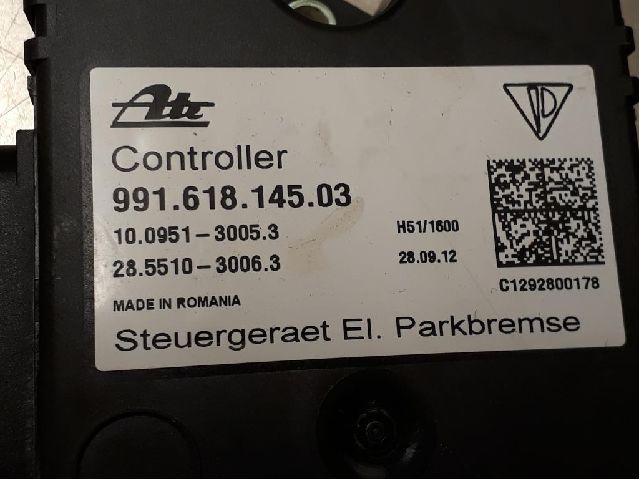 Ate
Controller
991.618.145.03
10.0951-3005.3
H51/1600
28.5510-3006.3
28.09.12
C1292800178
MADE IN ROMANIA
Steuergeraet El. Parkbremse